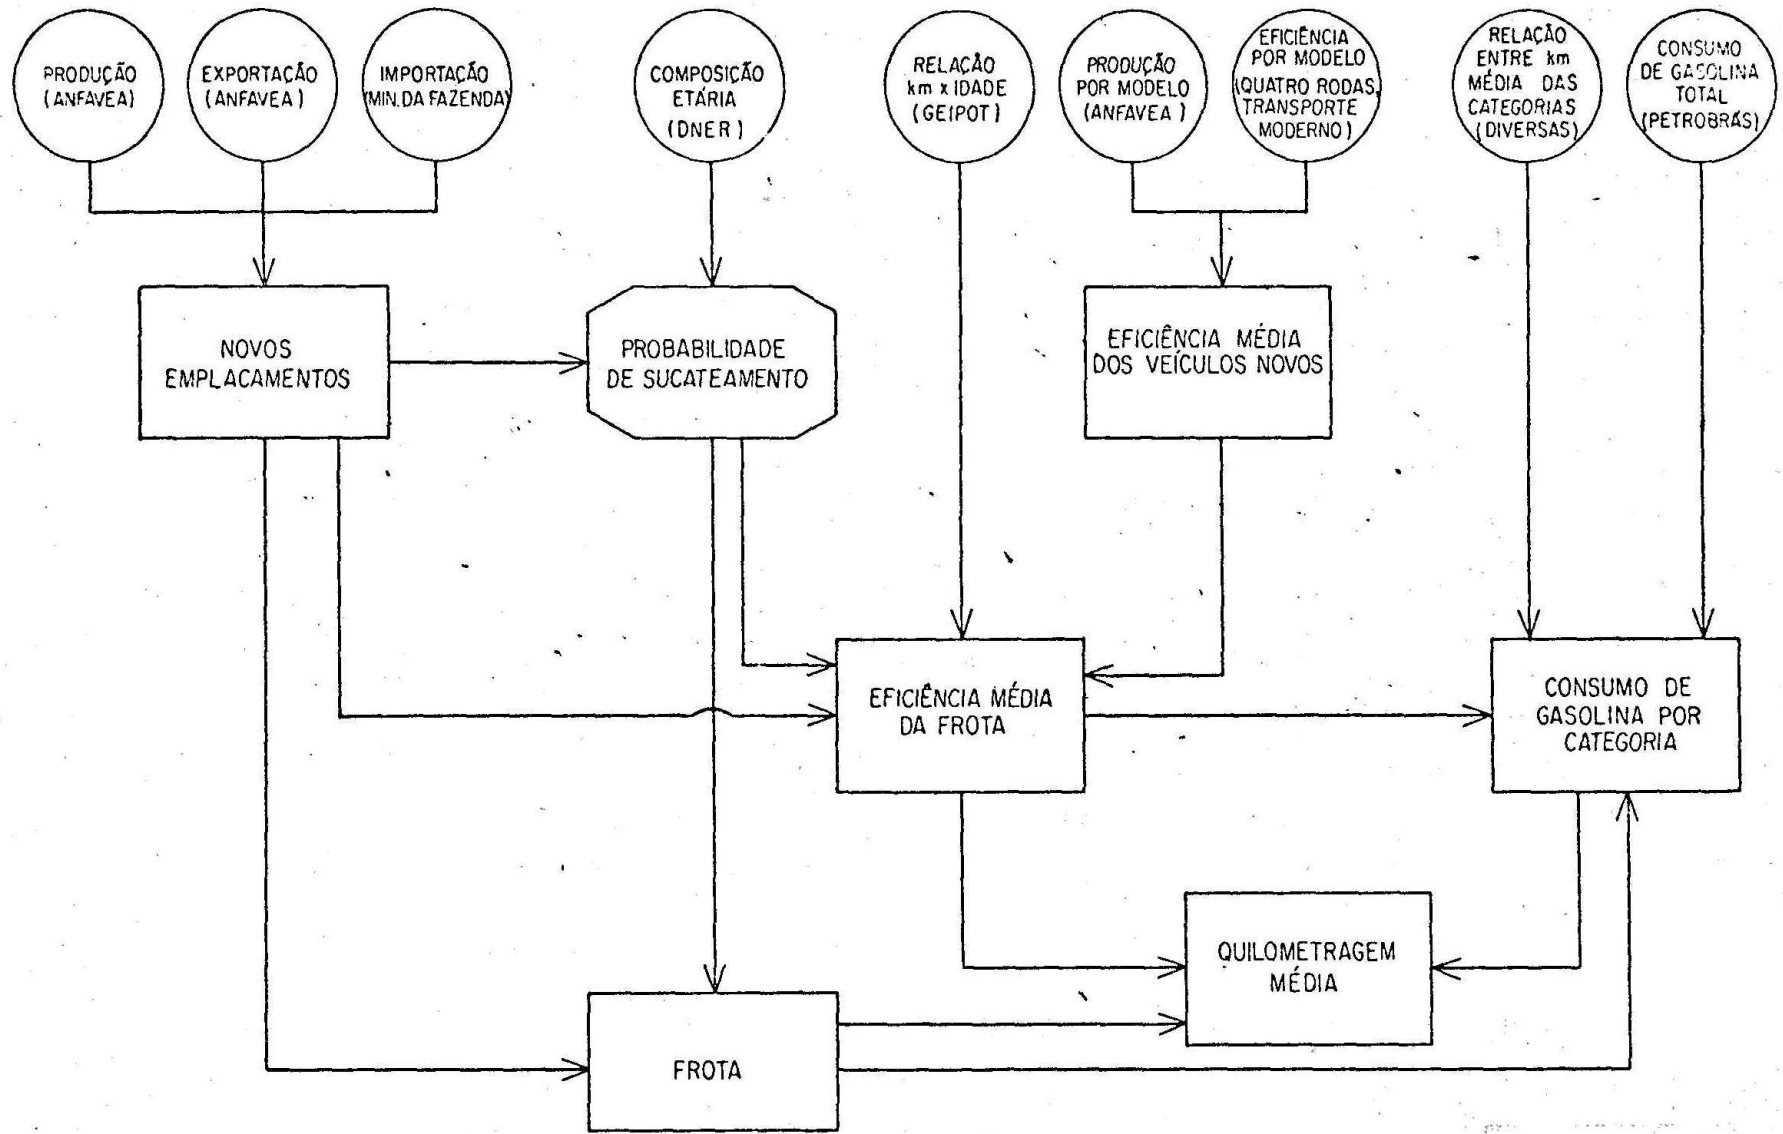 PRODUÇÃO
(ANFAVEA)
EXPORTAÇÃO
(ANFAVEA)
IMPORTAÇÃO
(MIN.DA FAZENDA)
COMPOSIÇÃO
ETÁRIA
(DNER)
RELAÇÃO
km x IDADE
(GEIPOT)
PRODUÇÃO
POR MODELO
(ANFAVEA)
EFICIÊNCIA
POR MODELO
(QUATRO RODAS,
TRANSPORTE
MODERNO)
RELAÇÃO
ENTRE km
MÉDIA DAS
CATEGORIAS
(DIVERSAS)
CONSUMO
DE GASOLINA
TOTAL
(PETROBRÁS)
NOVOS
EMPLACAMENTOS
PROBABILIDADE
DE SUCATEAMENTO
EFICIÊNCIA MÉDIA
DOS VEÍCULOS NOVOS
EFICIÊNCIA MÉDIA
DA FROTA
CONSUMO DE
GASOLINA POR
CATEGORIA
QUILOMETRAGEM
MÉDIA
FROTA